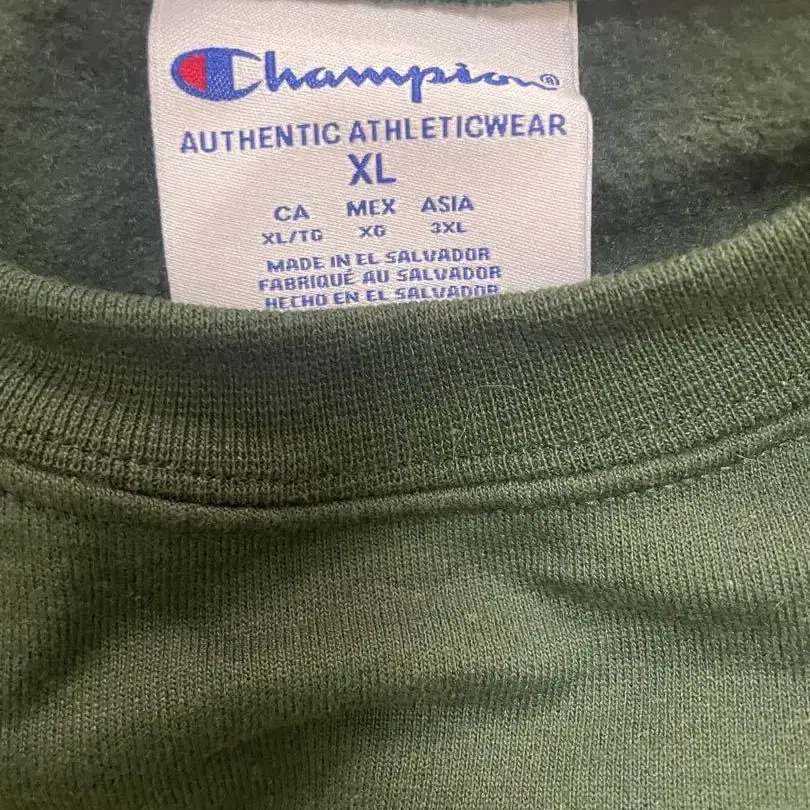 Champion®
AUTHENTIC ATHLETICWEAR
XL
CA MEX ASIA
XL/TG XG 3XL
MADE IN EL SALVADOR
FABRIQUÉ AU SALVADOR
HECHO EN EL SALVADOR